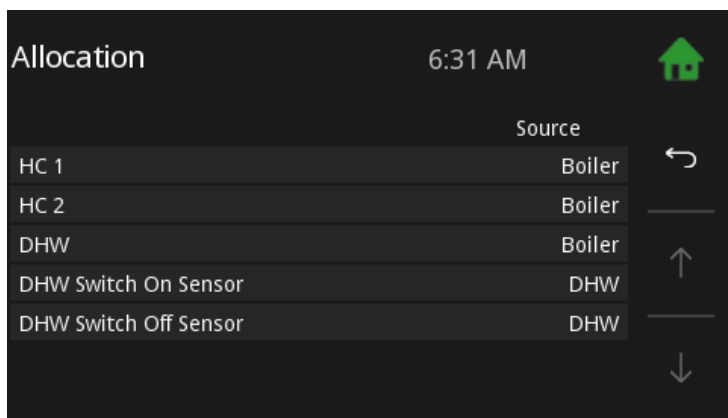 Allocation 6:31 AM
Source
HC 1 Boiler
HC 2 Boiler
DHW Boiler
DHW Switch On Sensor DHW
DHW Switch Off Sensor DHW